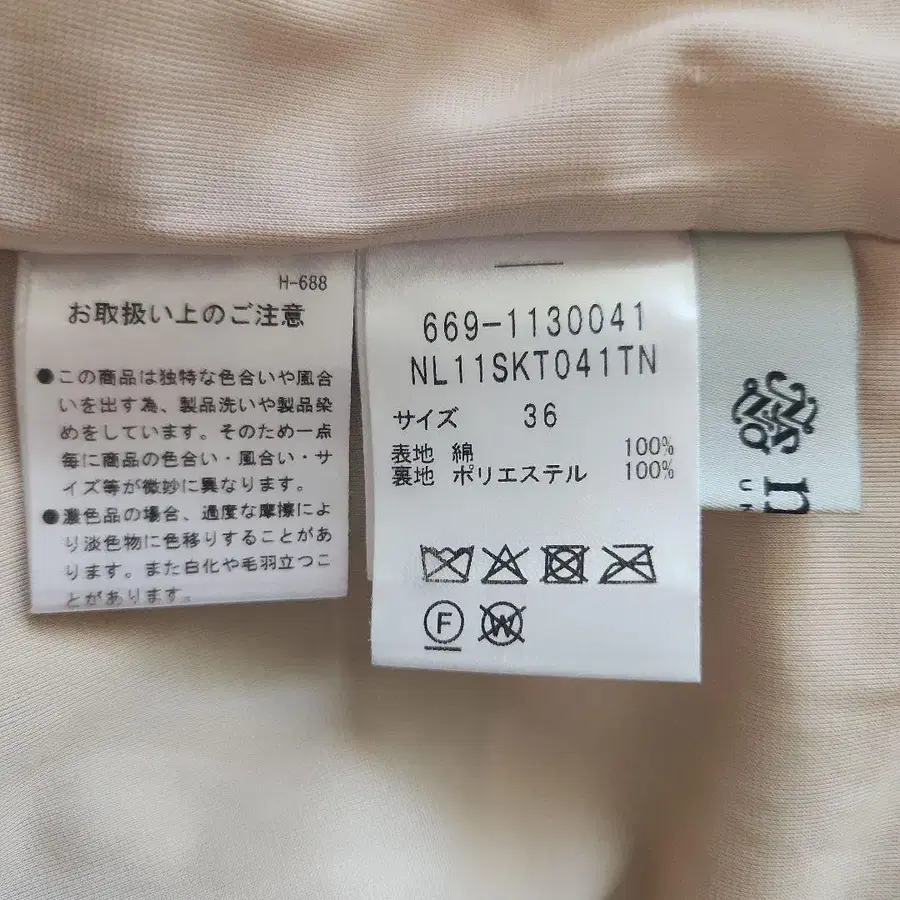 H-688
お取扱い上のご注意
●この商品は独特な色合いや風合
いを出す為、製品洗いや製品染
めをしています。そのため一点
毎に商品の色合い・風合い・サ
イズ等が微妙に異なります。
●濃色品の場合、過度な摩擦によ
り淡色物に色移りすることがあ
ります。また白化や毛羽立つこ
とがあります。
669-1130041
NL11SKT041TN
サイズ 36
表地 綿 100%
裏地 ポリエステル 100%
F W
n
U